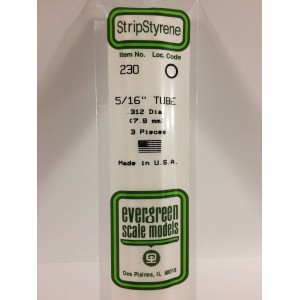 StripStyrene
Item No. Loc. Code
230 O
5/16" TUBE
.312 Dia.
(7.9 mm)
3 Pieces
Made in U.S.A.
evergreen
scale models
Des Plaines, IL 60018